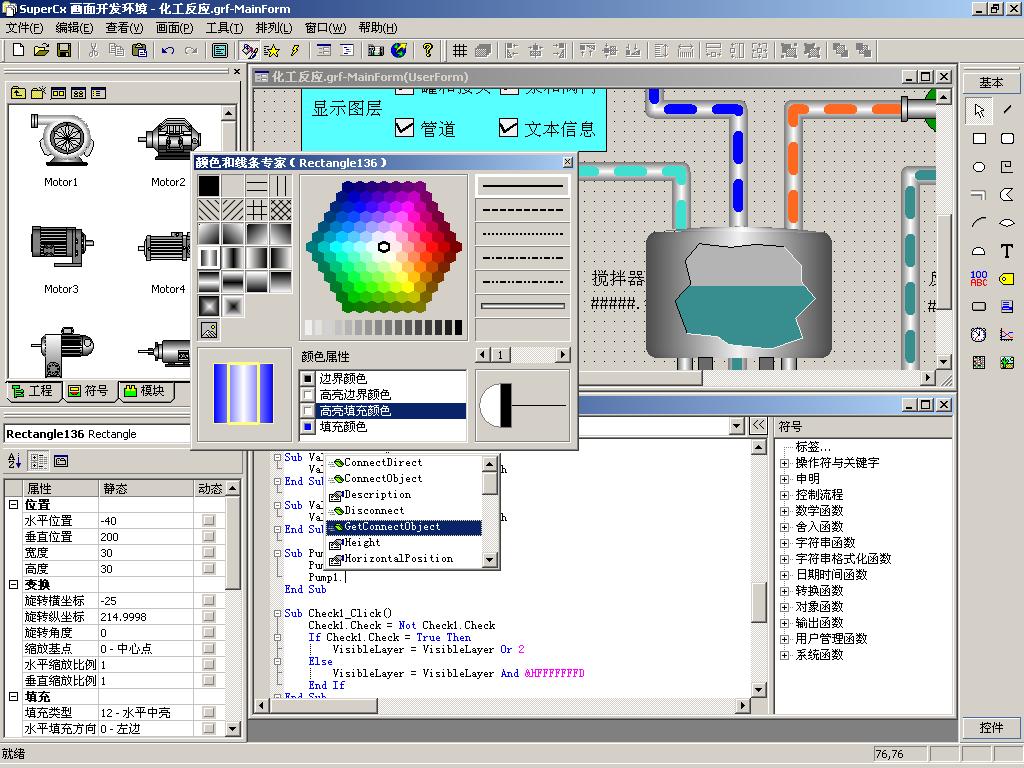 SuperCx 画面开发环境 - 化工反应.grf-MainForm
文件(F) 编辑(E) 查看(V) 画面(P) 工具(T) 排列(L) 窗口(W) 帮助(H)
化工反应.grf-MainForm(UserForm)
显示图层
管道
文本信息
搅拌器
#####.
Motor1
Motor2
Motor3
Motor4
工程
符号
模块
颜色和线条专家 ( Rectangle136 )
1
颜色属性
边界颜色
高亮边界颜色
高亮填充颜色
填充颜色
Rectangle136 Rectangle
属性 静态 动态
位置
水平位置 -40
垂直位置 200
宽度 30
高度 30
变换
旋转横坐标 -25
旋转纵坐标 214.9998
旋转角度 0
缩放基点 0 - 中心点
水平缩放比例 1
垂直缩放比例 1
填充
填充类型 12 - 水平中亮
水平填充方向 0 - 左边
Sub Va
Va
End Su
Sub Va
Va
End Su
Sub Pum
Pu
Pump1.
End Sub
ConnectDirect
ConnectObject
Description
Disconnect
GetConnectObject
Height
HorizontalPosition
Sub Check1_Click()
Check1.Check = Not Check1.Check
If Check1.Check = True Then
VisibleLayer = VisibleLayer Or 2
Else
VisibleLayer = VisibleLayer And &HFFFFFFFD
End If
End Sub
符号
标签...
操作符与关键字
申明
控制流程
数学函数
舍入函数
字符串函数
字符串格式化函数
日期时间函数
转换函数
对象函数
输出函数
用户管理函数
系统函数
基本
T
100
ABC
控件
就绪
76,76